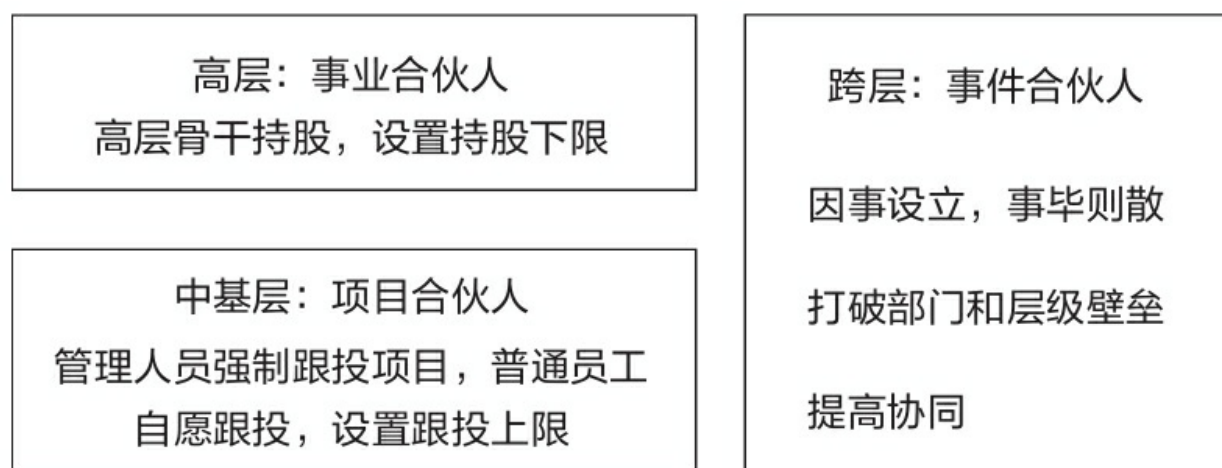 高层：事业合伙人
高层骨干持股，设置持股下限
中基层：项目合伙人
管理人员强制跟投项目，普通员工
自愿跟投，设置跟投上限
跨层：事件合伙人
因事设立，事毕则散
打破部门和层级壁垒
提高协同